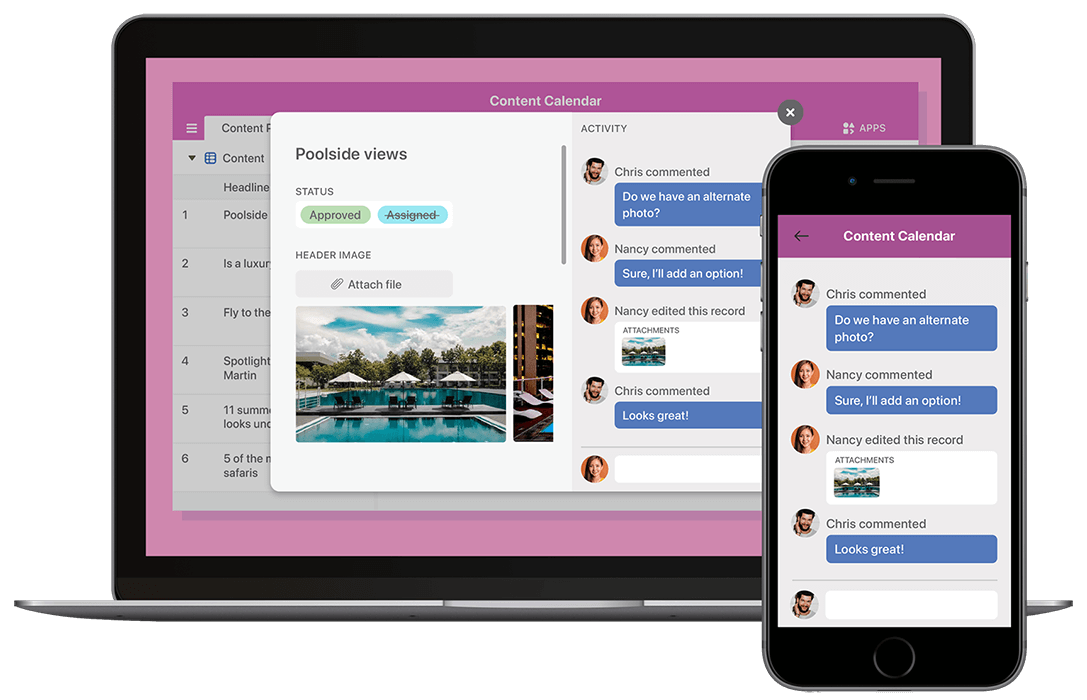 Content Calendar
Content
APPS
Content
Headline
1 Poolside
2 Is a
3 Fly to the
4 Spotlight
Martin
5 11
looks
6 5 of the
safaris
Poolside views
STATUS
Approved Assigned
HEADER IMAGE
Attach file
ACTIVITY
Chris commented
Do we have an alternate
photo?
Nancy commented
Sure, I'll add an option!
Nancy edited this record
ATTACHMENTS
Chris commented
Looks great!
Content Calendar
Chris commented
Do we have an alternate
photo?
Nancy commented
Sure, I'll add an option!
Nancy edited this record
ATTACHMENTS
Chris commented
Looks great!